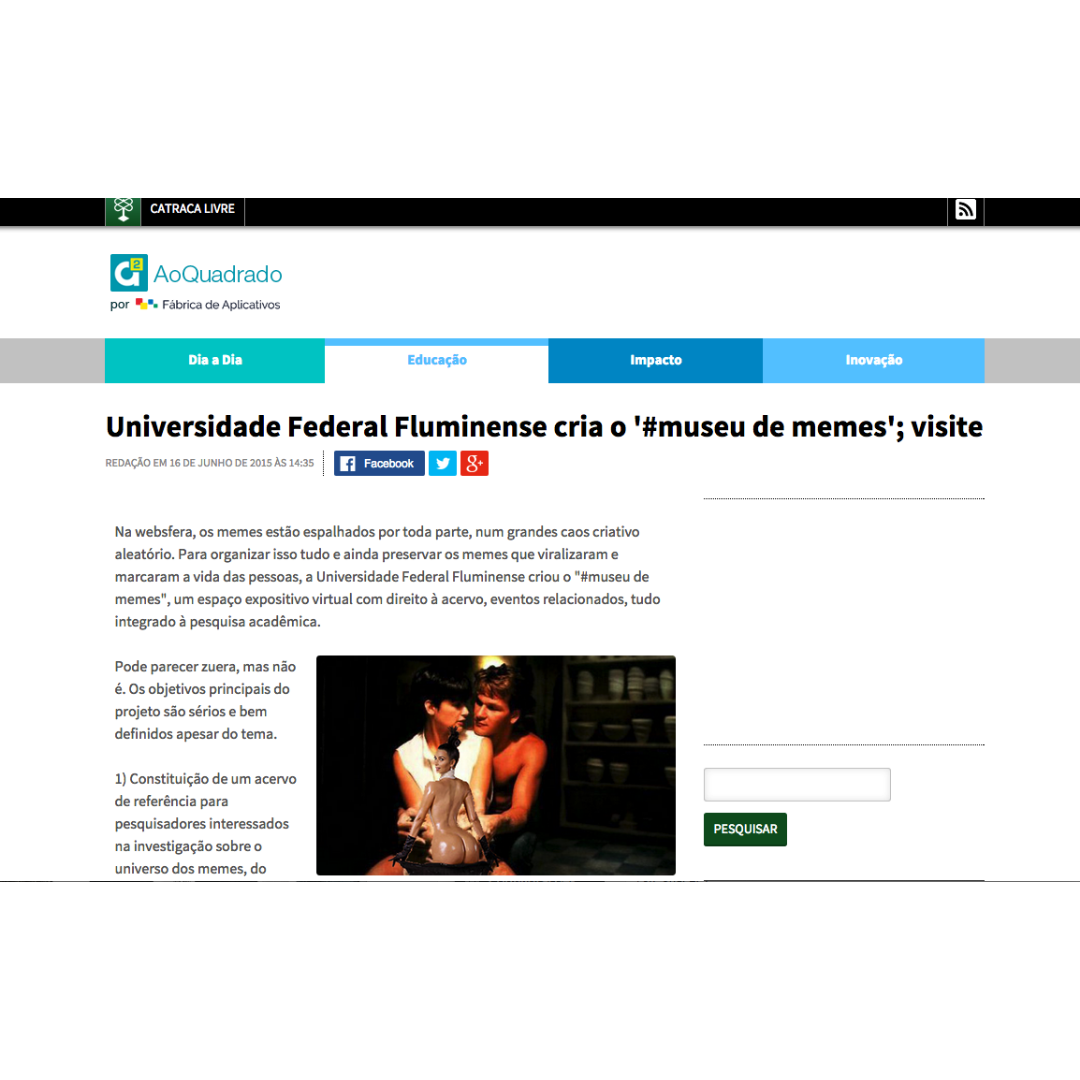 CATRACA LIVRE
a2 AoQuadrado
por Fábrica de Aplicativos
Dia a Dia
Educação
Impacto
Inovação
Universidade Federal Fluminense cria o '#museu de memes'; visite
REDAÇÃO EM 16 DE JUNHO DE 2015 ÀS 14:35
Facebook
g+
Na websfera, os memes estão espalhados por toda parte, num grandes caos criativo
aleatório. Para organizar isso tudo e ainda preservar os memes que viralizaram e
marcaram a vida das pessoas, a Universidade Federal Fluminense criou o "#museu de
memes", um espaço expositivo virtual com direito à acervo, eventos relacionados, tudo
integrado à pesquisa acadêmica.
Pode parecer zuera, mas não
é. Os objetivos principais do
projeto são sérios e bem
definidos apesar do tema.
1) Constituição de um acervo
de referência para
pesquisadores interessados
na investigação sobre o
universo dos memes, do
PESQUISAR